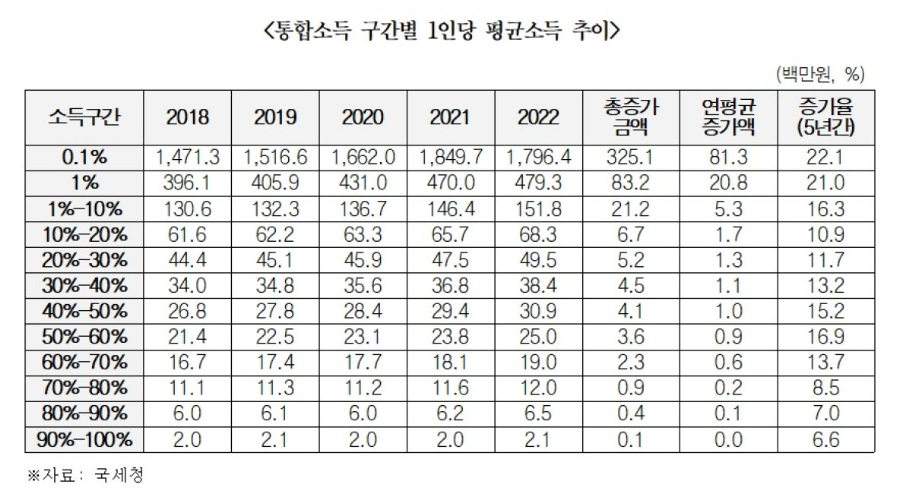 <통합소득 구간별 1인당 평균소득 추이>
(백만원, %)
소득구간 2018 2019 2020 2021 2022 총증가 금액 연평균 증가액 증가율 (5년간)
0.1% 1,471.3 1,516.6 1,662.0 1,849.7 1,796.4 325.1 81.3 22.1
1% 396.1 405.9 431.0 470.0 479.3 83.2 20.8 21.0
1%-10% 130.6 132.3 136.7 146.4 151.8 21.2 5.3 16.3
10%-20% 61.6 62.2 63.3 65.7 68.3 6.7 1.7 10.9
20%-30% 44.4 45.1 45.9 47.5 49.5 5.2 1.3 11.7
30%-40% 34.0 34.8 35.6 36.8 38.4 4.5 1.1 13.2
40%-50% 26.8 27.8 28.4 29.4 30.9 4.1 1.0 15.2
50%-60% 21.4 22.5 23.1 23.8 25.0 3.6 0.9 16.9
60%-70% 16.7 17.4 17.7 18.1 19.0 2.3 0.6 13.7
70%-80% 11.1 11.3 11.2 11.6 12.0 0.9 0.2 8.5
80%-90% 6.0 6.1 6.0 6.2 6.5 0.4 0.1 7.0
90%-100% 2.0 2.1 2.0 2.0 2.1 0.1 0.0 6.6
※자료: 국세청